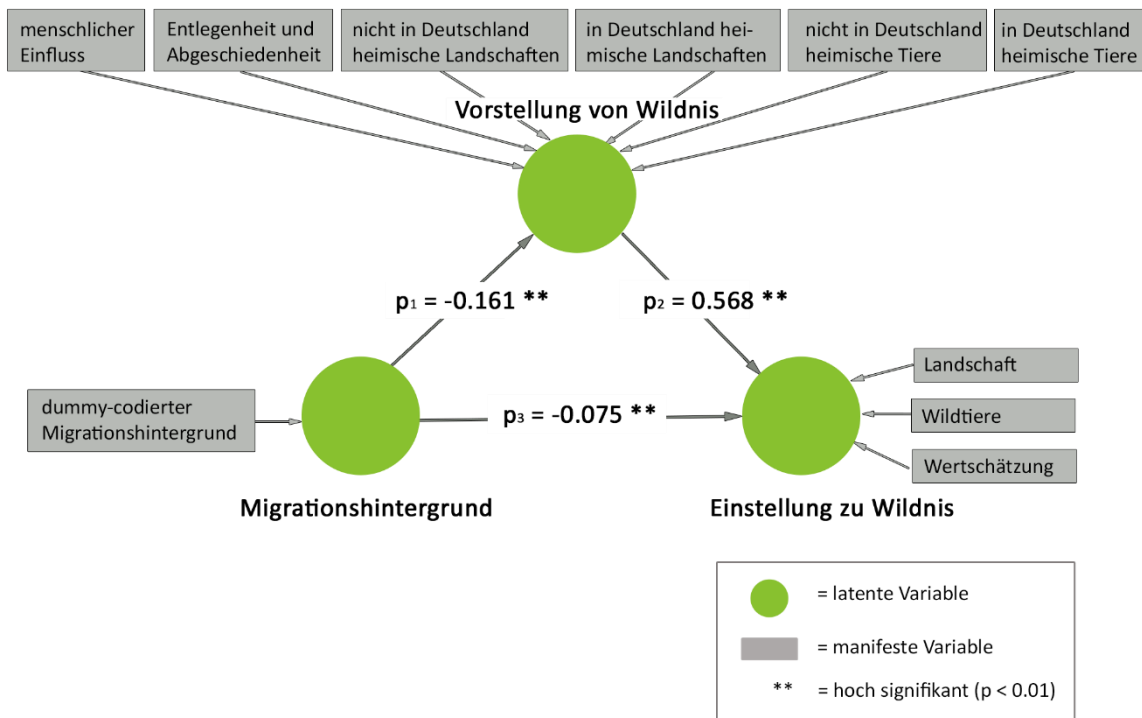 menschlicher
Einfluss
Entlegenheit und
Abgeschiedenheit
nicht in Deutschland
heimische Landschaften
in Deutschland hei-
mische Landschaften
nicht in Deutschland
heimische Tiere
in Deutschland
heimische Tiere
Vorstellung von Wildnis
p₁ = -0.161 **
p₂ = 0.568 **
dummy-codierter
Migrationshintergrund
p₃ = -0.075 **
Landschaft
Wildtiere
Wertschätzung
Migrationshintergrund
Einstellung zu Wildnis
= latente Variable
= manifeste Variable
** = hoch signifikant (p < 0.01)